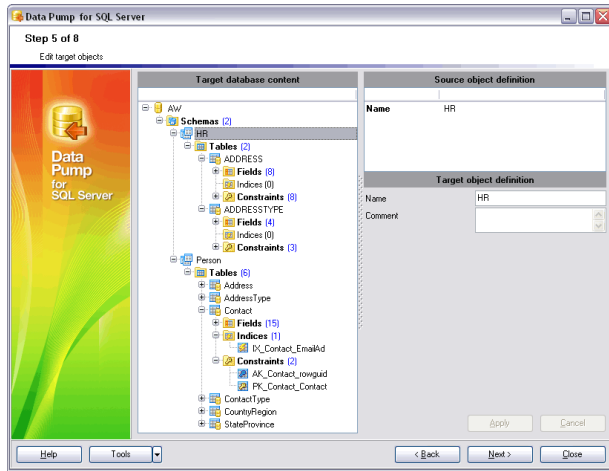 Data Pump for SQL Server
Step 5 of 8
Edit target objects
Data
Pump
for
SQL Server
Target database content
AW
Schemas (2)
HR
Tables (2)
ADDRESS
Fields (8)
Indices (0)
Constraints (8)
ADDRESSTYPE
Fields (4)
Indices (0)
Constraints (3)
Person
Tables (6)
Address
AddressType
Contact
Fields (15)
Indices (1)
IX_Contact_EmailAd
Constraints (2)
AK_Contact_rowguid
PK_Contact_Contact
ContactType
CountryRegion
StateProvince
Source object definition
Name HR
Target object definition
Name HR
Comment
Apply Cancel
Help Tools < Back Next > Close